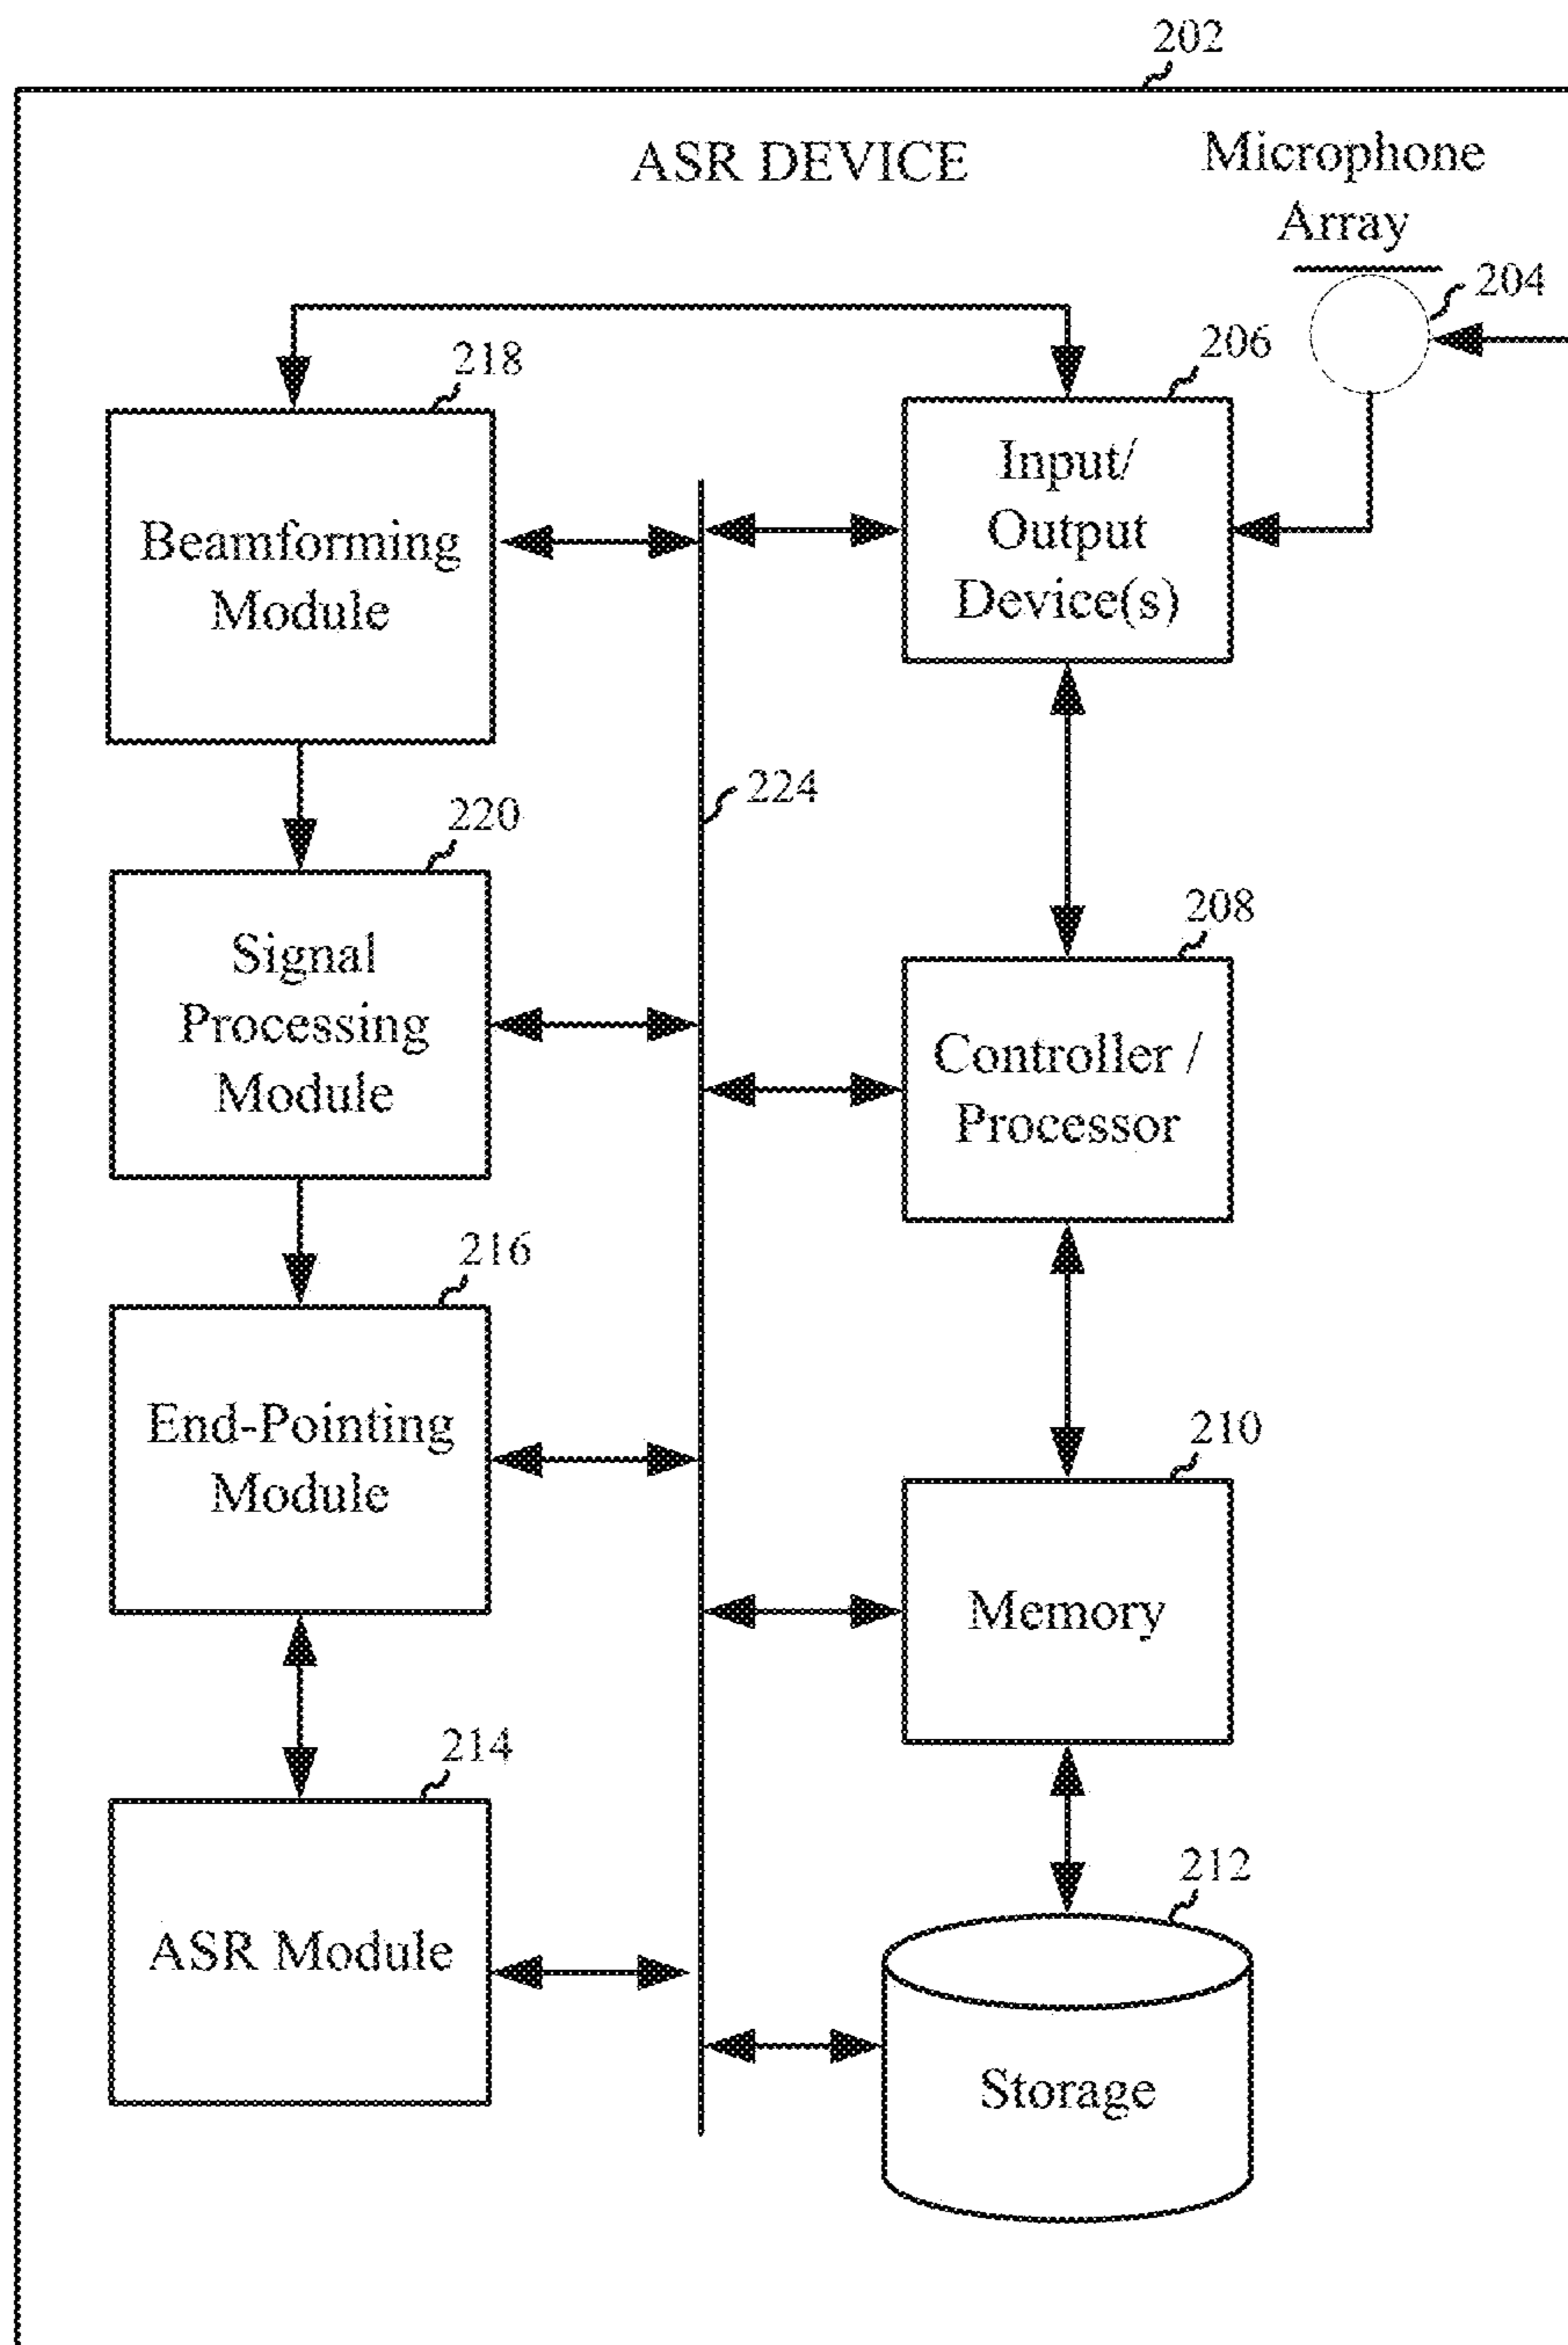 202
ASR DEVICE
Microphone
Array
204
206
218
Input/
Output
Device(s)
Beamforming
Module
224
220
208
Signal
Processing
Module
Controller /
Processor
216
210
End-Pointing
Module
Memory
214
212
ASR Module
Storage